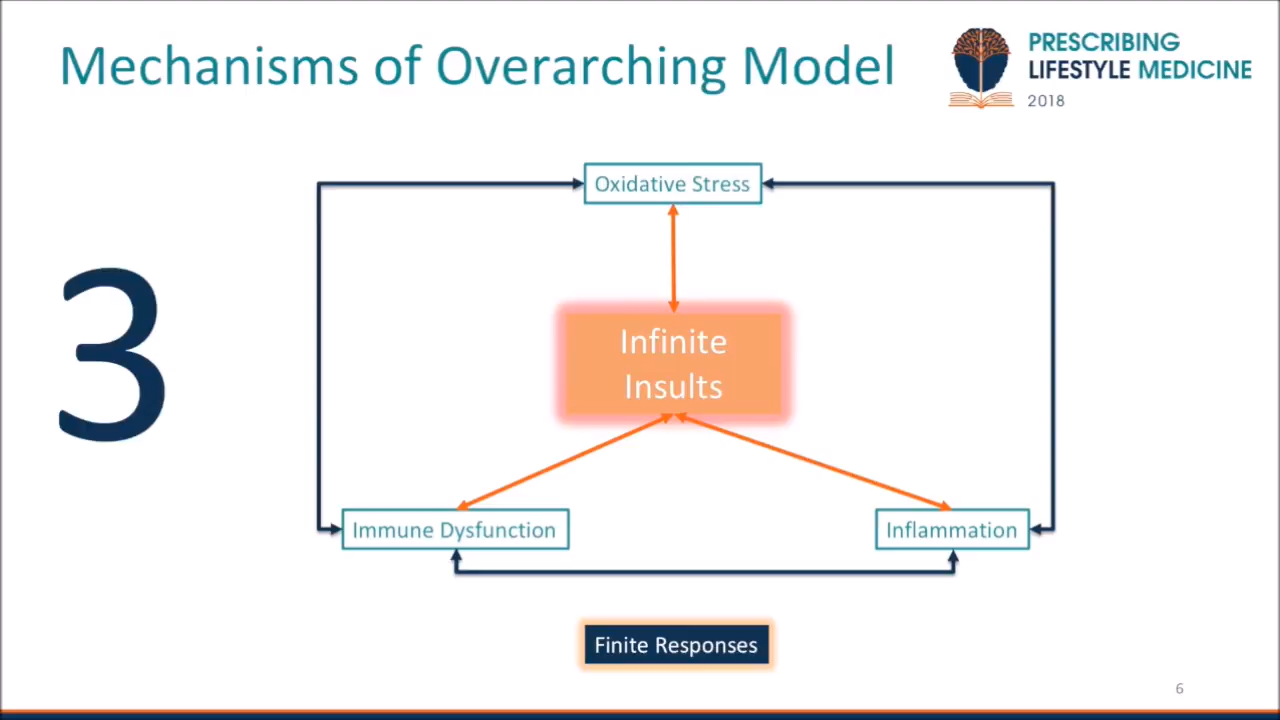 Mechanisms of Overarching Model
PRESCRIBING
LIFESTYLE MEDICINE
2018
Oxidative Stress
3
Infinite
Insults
Immune Dysfunction
Inflammation
Finite Responses
6